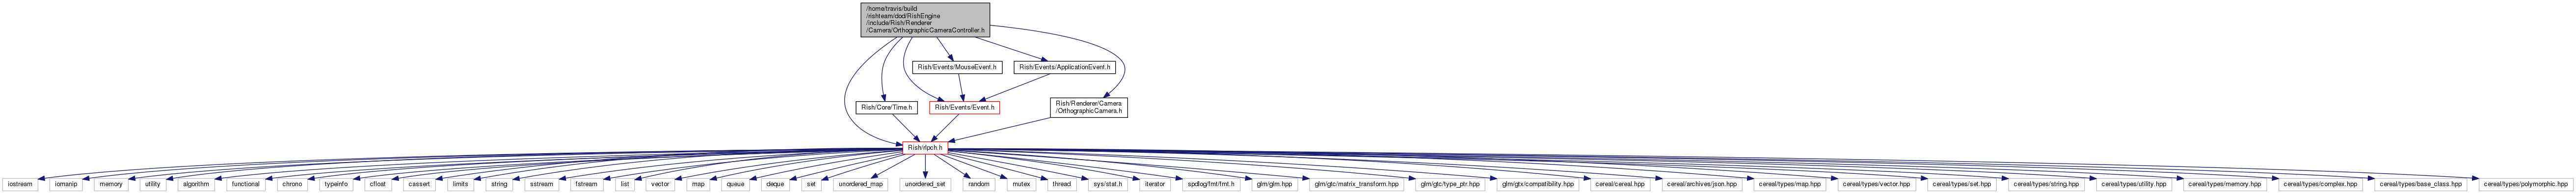 /home/travis/build
/rishteam/dod/RishEngine
/include/Rish/Renderer
/Camera/OrthographicCameraController.h
Rish/Events/MouseEvent.h
Rish/Events/ApplicationEvent.h
Rish/Core/Time.h
Rish/Events/Event.h
Rish/Renderer/Camera
/OrthographicCamera.h
Rish/rlpch.h
iostream
iomanip
memory
utility
algorithm
functional
chrono
typeinfo
cfloat
cassert
limits
string
sstream
fstream
list
vector
map
queue
deque
set
unordered_map
unordered_set
random
mutex
thread
sys/stat.h
iterator
spdlog/fmt/fmt.h
glm/glm.hpp
glm/gtc/matrix_transform.hpp
glm/gtc/type_ptr.hpp
glm/gtx/compatibility.hpp
cereal/cereal.hpp
cereal/archives/json.hpp
cereal/types/map.hpp
cereal/types/vector.hpp
cereal/types/set.hpp
cereal/types/string.hpp
cereal/types/utility.hpp
cereal/types/memory.hpp
cereal/types/complex.hpp
cereal/types/base_class.hpp
cereal/types/polymorphic.hpp